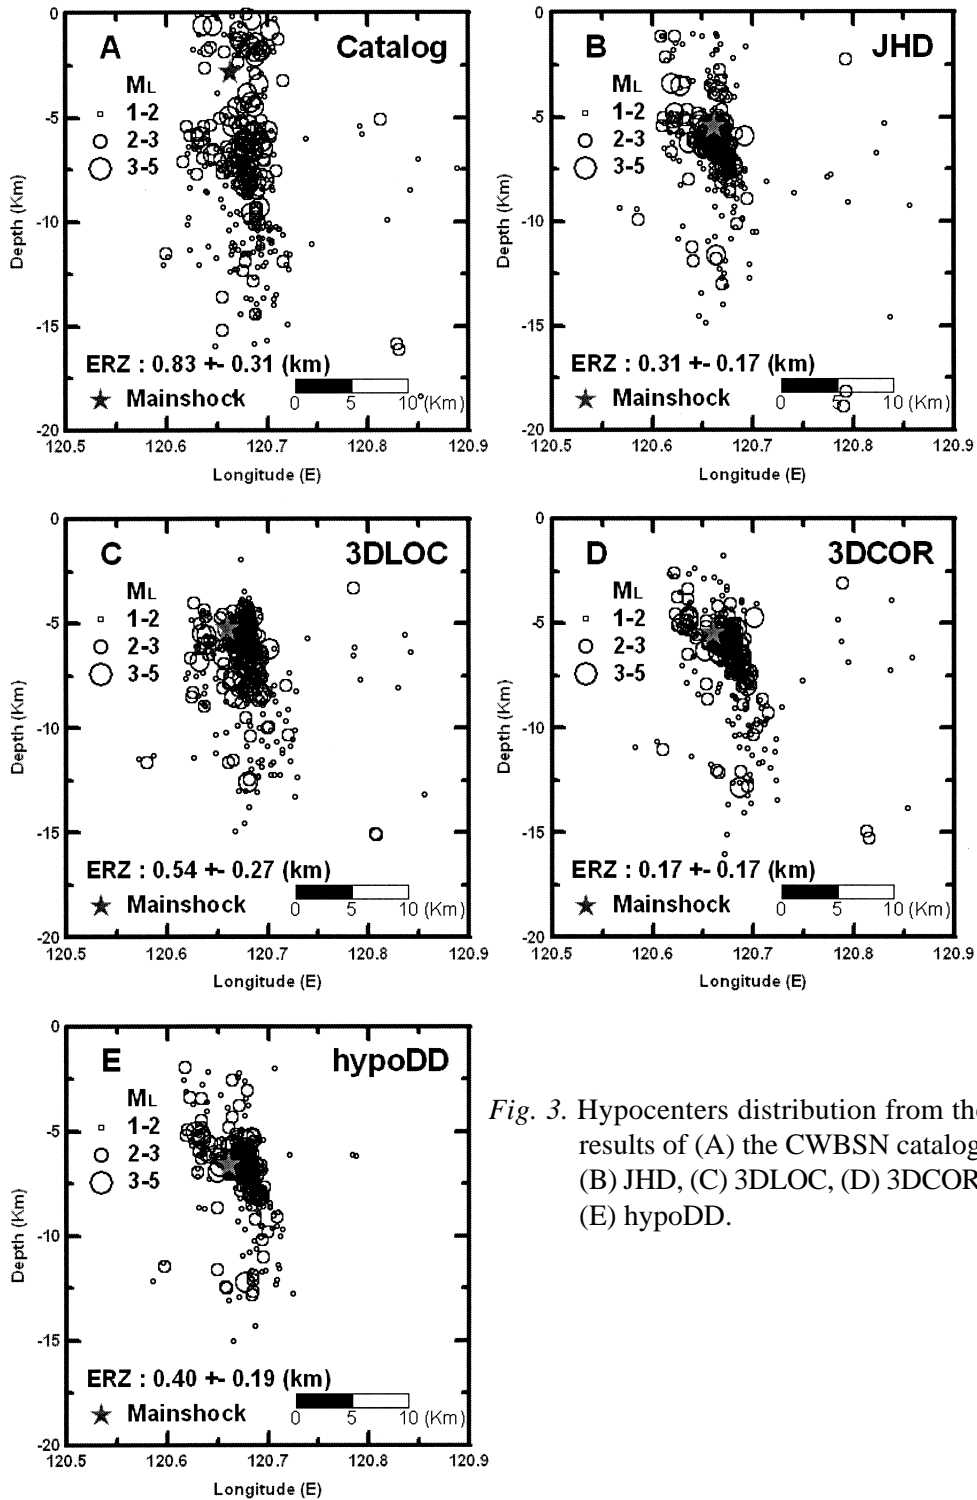 A Catalog
ML
1-2
2-3
3-5
ERZ : 0.83 +- 0.31 (km)
Mainshock
0 5 10° (Km)
0
-5
-10
-15
-20
Depth (Km)
120.5 120.6 120.7 120.8 120.9
Longitude (E)
B JHD
ML
1-2
2-3
3-5
ERZ : 0.31 +- 0.17 (km)
Mainshock
0 5 10 (Km)
0
-5
-10
-15
-20
Depth (Km)
120.5 120.6 120.7 120.8 120.9
Longitude (E)
C 3DLOC
ML
1-2
2-3
3-5
ERZ : 0.54 +- 0.27 (km)
Mainshock
0 5 10 (Km)
0
-5
-10
-15
-20
Depth (Km)
120.5 120.6 120.7 120.8 120.9
Longitude (E)
D 3DCOR
ML
1-2
2-3
3-5
ERZ : 0.17 +- 0.17 (km)
Mainshock
0 5 10 (Km)
0
-5
-10
-15
-20
Depth (Km)
120.5 120.6 120.7 120.8 120.9
Longitude (E)
E hypoDD
ML
1-2
2-3
3-5
ERZ : 0.40 +- 0.19 (km)
Mainshock
0 5 10 (Km)
0
-5
-10
-15
-20
Depth (Km)
120.5 120.6 120.7 120.8 120.9
Longitude (E)
Fig. 3. Hypocenters distribution from the
results of (A) the CWBSN catalog
(B) JHD, (C) 3DLOC, (D) 3DCOR
(E) hypoDD.